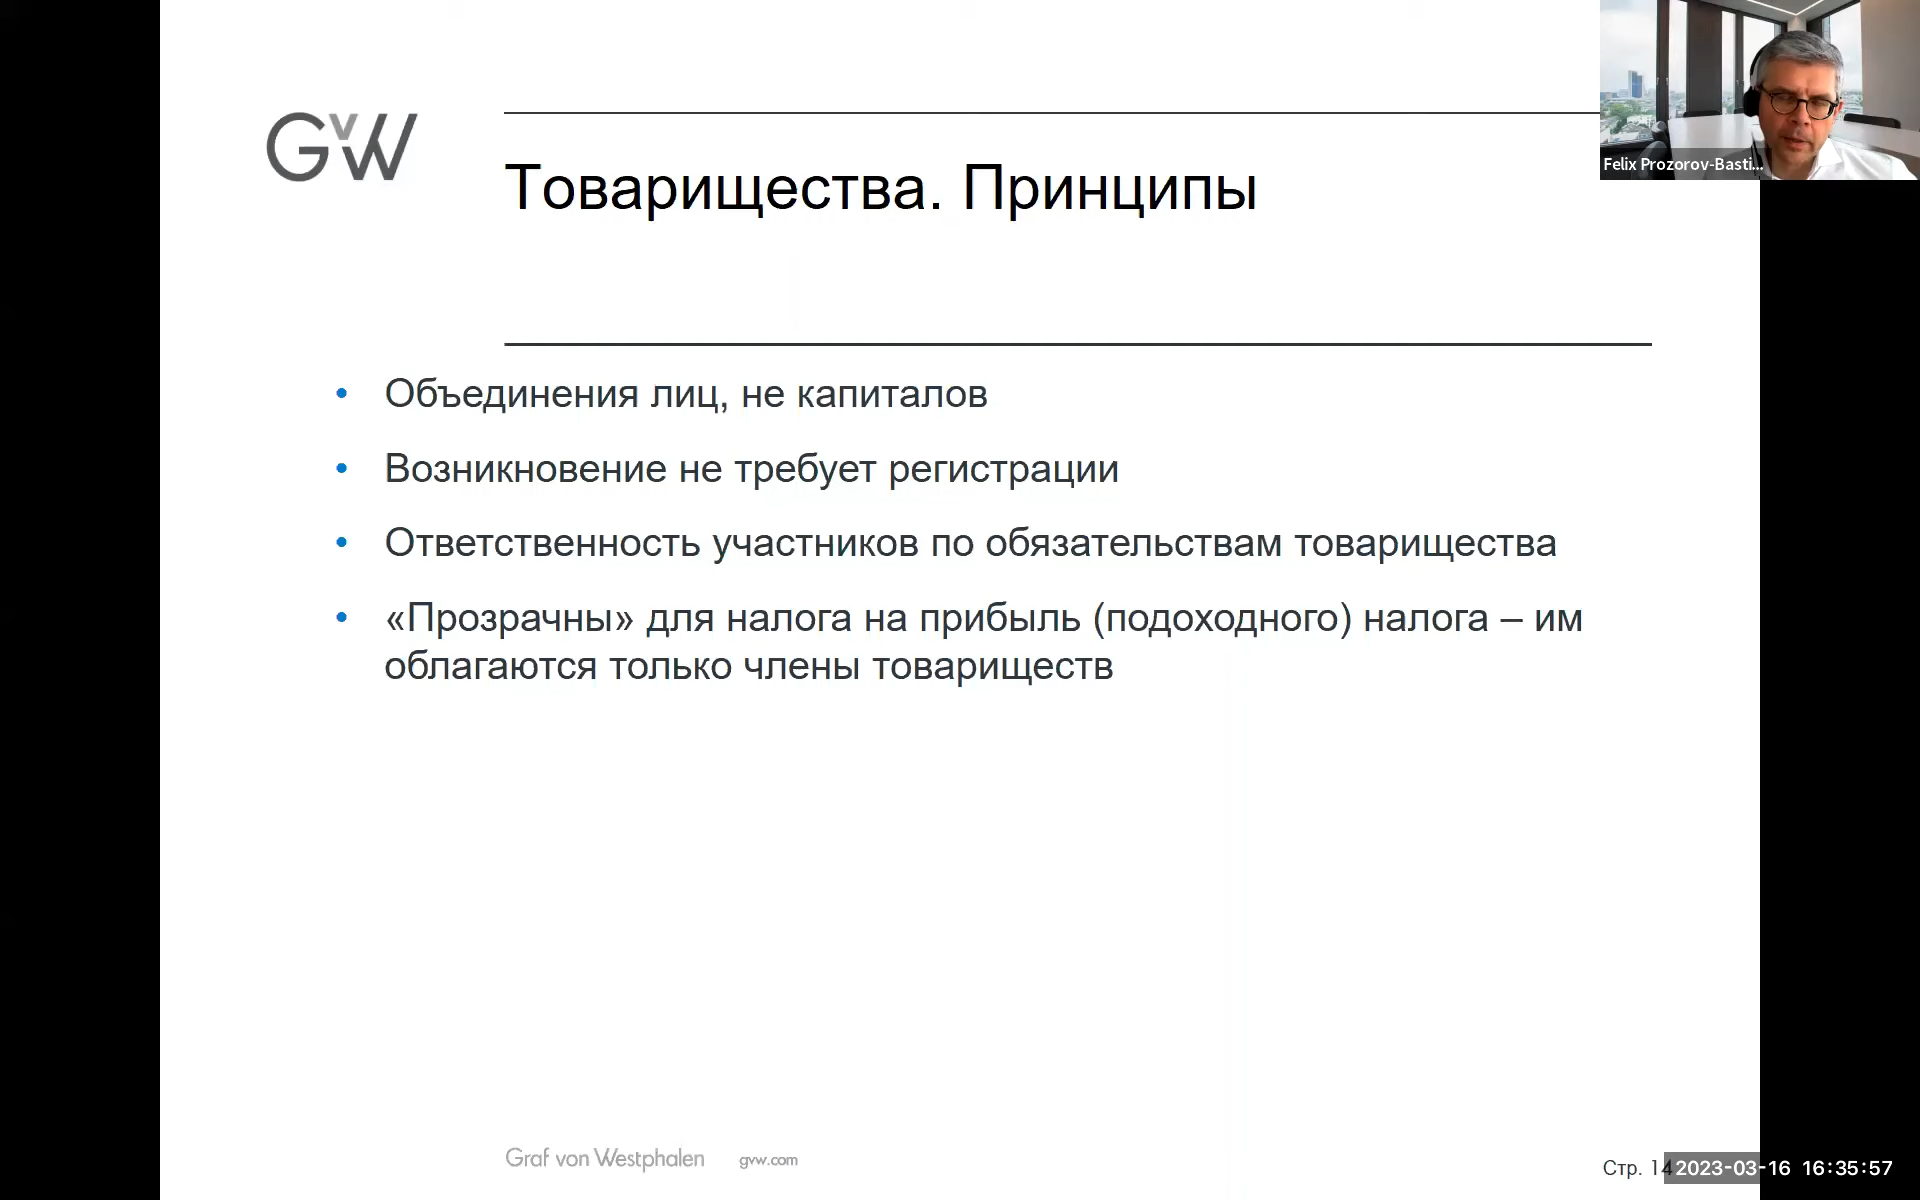 GvW
Felix Prozorov-Basti...
Товарищества. Принципы
• Объединения лиц, не капиталов
• Возникновение не требует регистрации
• Ответственность участников по обязательствам товарищества
• «Прозрачны» для налога на прибыль (подоходного) налога – им
облагаются только члены товариществ
Graf von Westphalen gvw.com
Стр. 14
2023-03-16 16:35:57